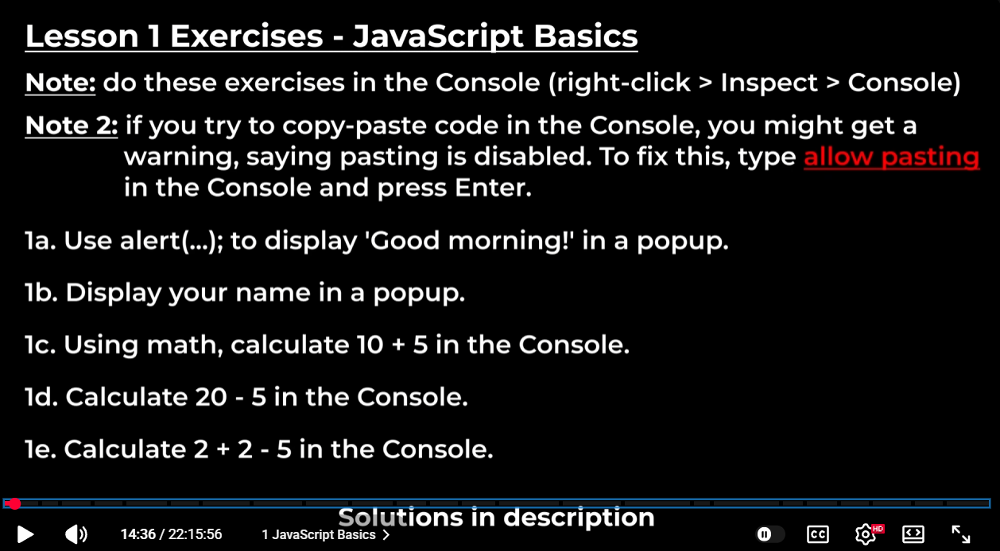 Lesson 1 Exercises - JavaScript Basics
Note: do these exercises in the Console (right-click > Inspect > Console)
Note 2: if you try to copy-paste code in the Console, you might get a
warning, saying pasting is disabled. To fix this, type allow pasting
in the Console and press Enter.
1a. Use alert(...); to display 'Good morning!' in a popup.
1b. Display your name in a popup.
1c. Using math, calculate 10 + 5 in the Console.
1d. Calculate 20 - 5 in the Console.
1e. Calculate 2 + 2 - 5 in the Console.
Solutions in description
14:36 / 22:15:56 1 JavaScript Basics > CC HD